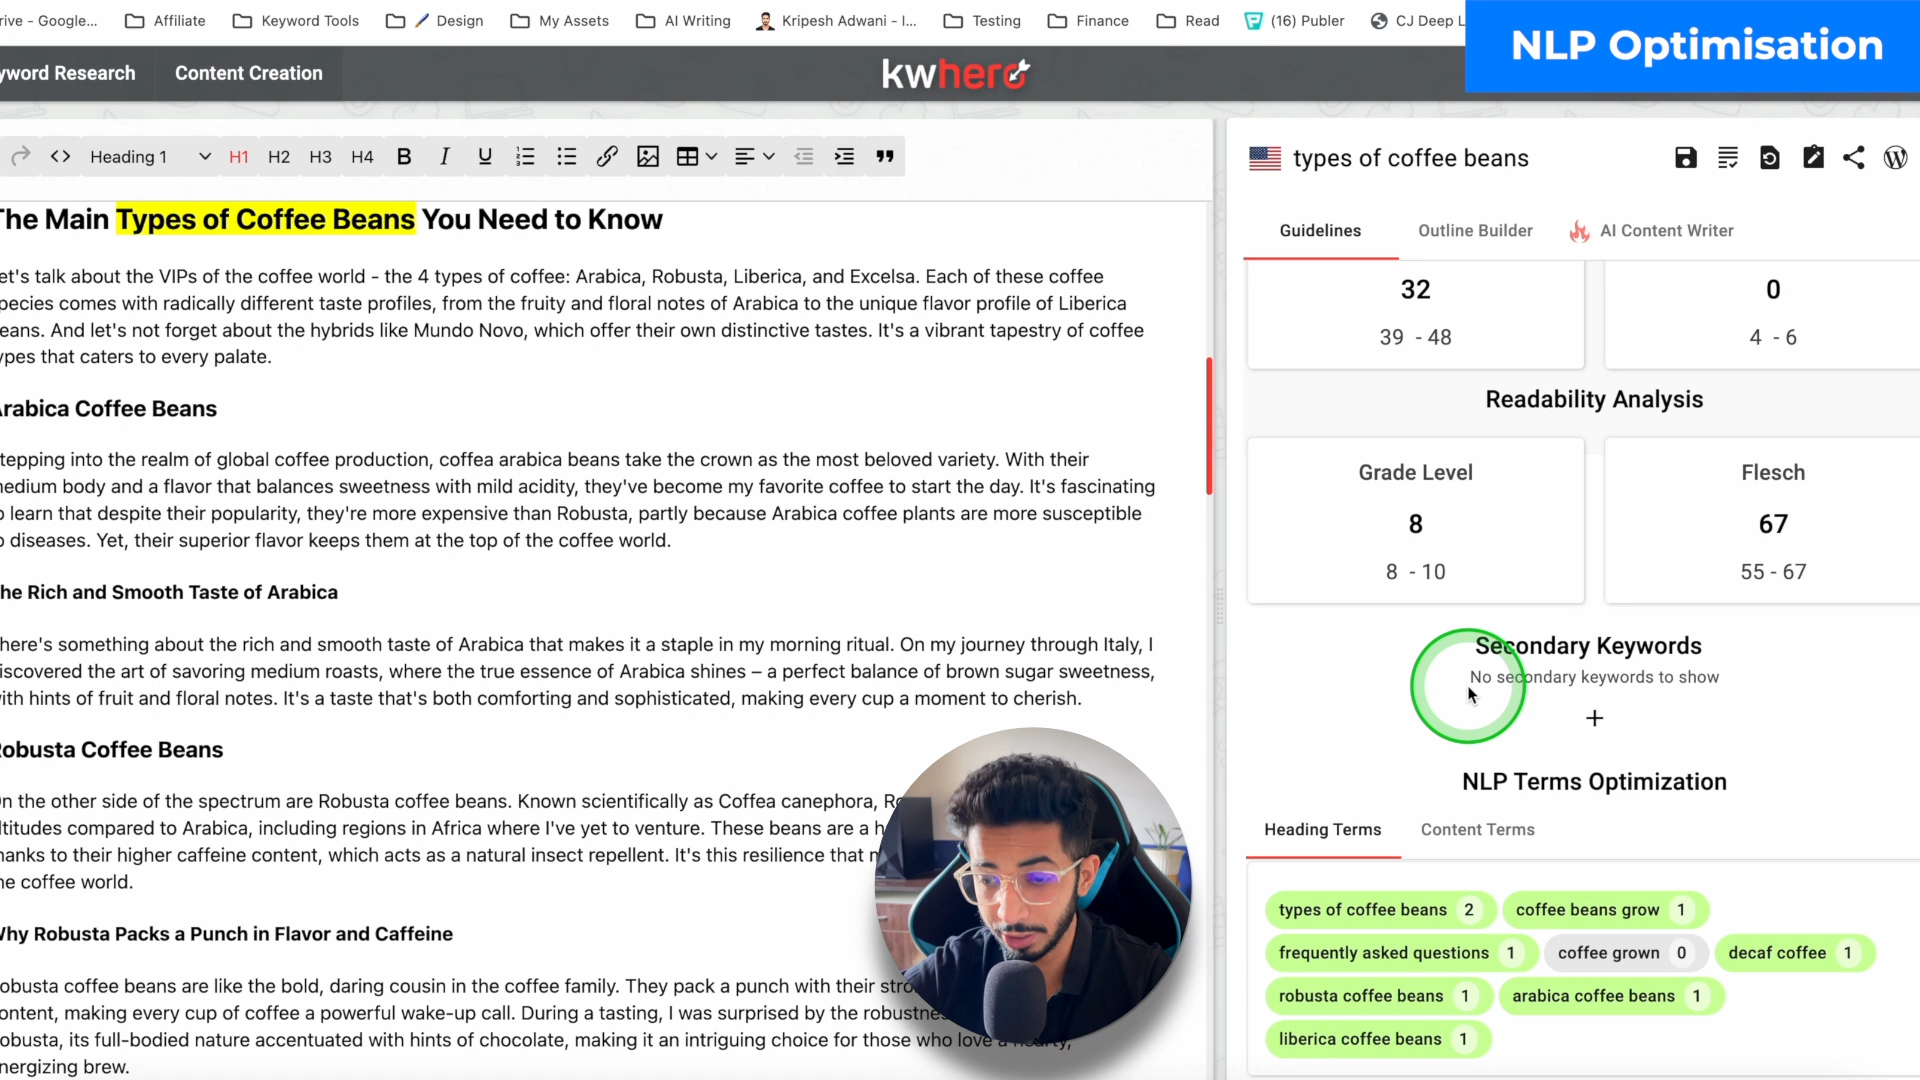 rive - Google...
Affiliate
Keyword Tools
Design
My Assets
AI Writing
Kripesh Adwani - I...
Testing
Finance
Read
(16) Publer
CJ Deep L
NLP Optimisation
yword Research
Content Creation
kwhero
Heading 1
H1
H2
H3
H4
B
I
U
types of coffee beans
Guidelines
Outline Builder
AI Content Writer
The Main Types of Coffee Beans You Need to Know
et's talk about the VIPs of the coffee world - the 4 types of coffee: Arabica, Robusta, Liberica, and Excelsa. Each of these coffee
pecies comes with radically different taste profiles, from the fruity and floral notes of Arabica to the unique flavor profile of Liberica
eans. And let's not forget about the hybrids like Mundo Novo, which offer their own distinctive tastes. It's a vibrant tapestry of coffee
ypes that caters to every palate.
Arabica Coffee Beans
tepping into the realm of global coffee production, coffea arabica beans take the crown as the most beloved variety. With their
medium body and a flavor that balances sweetness with mild acidity, they've become my favorite coffee to start the day. It's fascinating
o learn that despite their popularity, they're more expensive than Robusta, partly because Arabica coffee plants are more susceptible
o diseases. Yet, their superior flavor keeps them at the top of the coffee world.
he Rich and Smooth Taste of Arabica
here's something about the rich and smooth taste of Arabica that makes it a staple in my morning ritual. On my journey through Italy, I
iscovered the art of savoring medium roasts, where the true essence of Arabica shines – a perfect balance of brown sugar sweetness,
vith hints of fruit and floral notes. It's a taste that's both comforting and sophisticated, making every cup a moment to cherish.
Robusta Coffee Beans
On the other side of the spectrum are Robusta coffee beans. Known scientifically as Coffea canephora, Ro
ltitudes compared to Arabica, including regions in Africa where I've yet to venture. These beans are a h
hanks to their higher caffeine content, which acts as a natural insect repellent. It's this resilience that
he coffee world.
Why Robusta Packs a Punch in Flavor and Caffeine
obusta coffee beans are like the bold, daring cousin in the coffee family. They pack a punch with their stro
ontent, making every cup of coffee a powerful wake-up call. During a tasting, I was surprised by the robustne
obusta, its full-bodied nature accentuated with hints of chocolate, making it an intriguing choice for those who love a hearty,
nergizing brew.
32
39 - 48
0
4 - 6
Readability Analysis
Grade Level
8
8 - 10
Flesch
67
55 - 67
Secondary Keywords
No secondary keywords to show
+
NLP Terms Optimization
Heading Terms
Content Terms
types of coffee beans 2
coffee beans grow 1
frequently asked questions 1
coffee grown 0
decaf coffee 1
robusta coffee beans 1
arabica coffee beans 1
liberica coffee beans 1